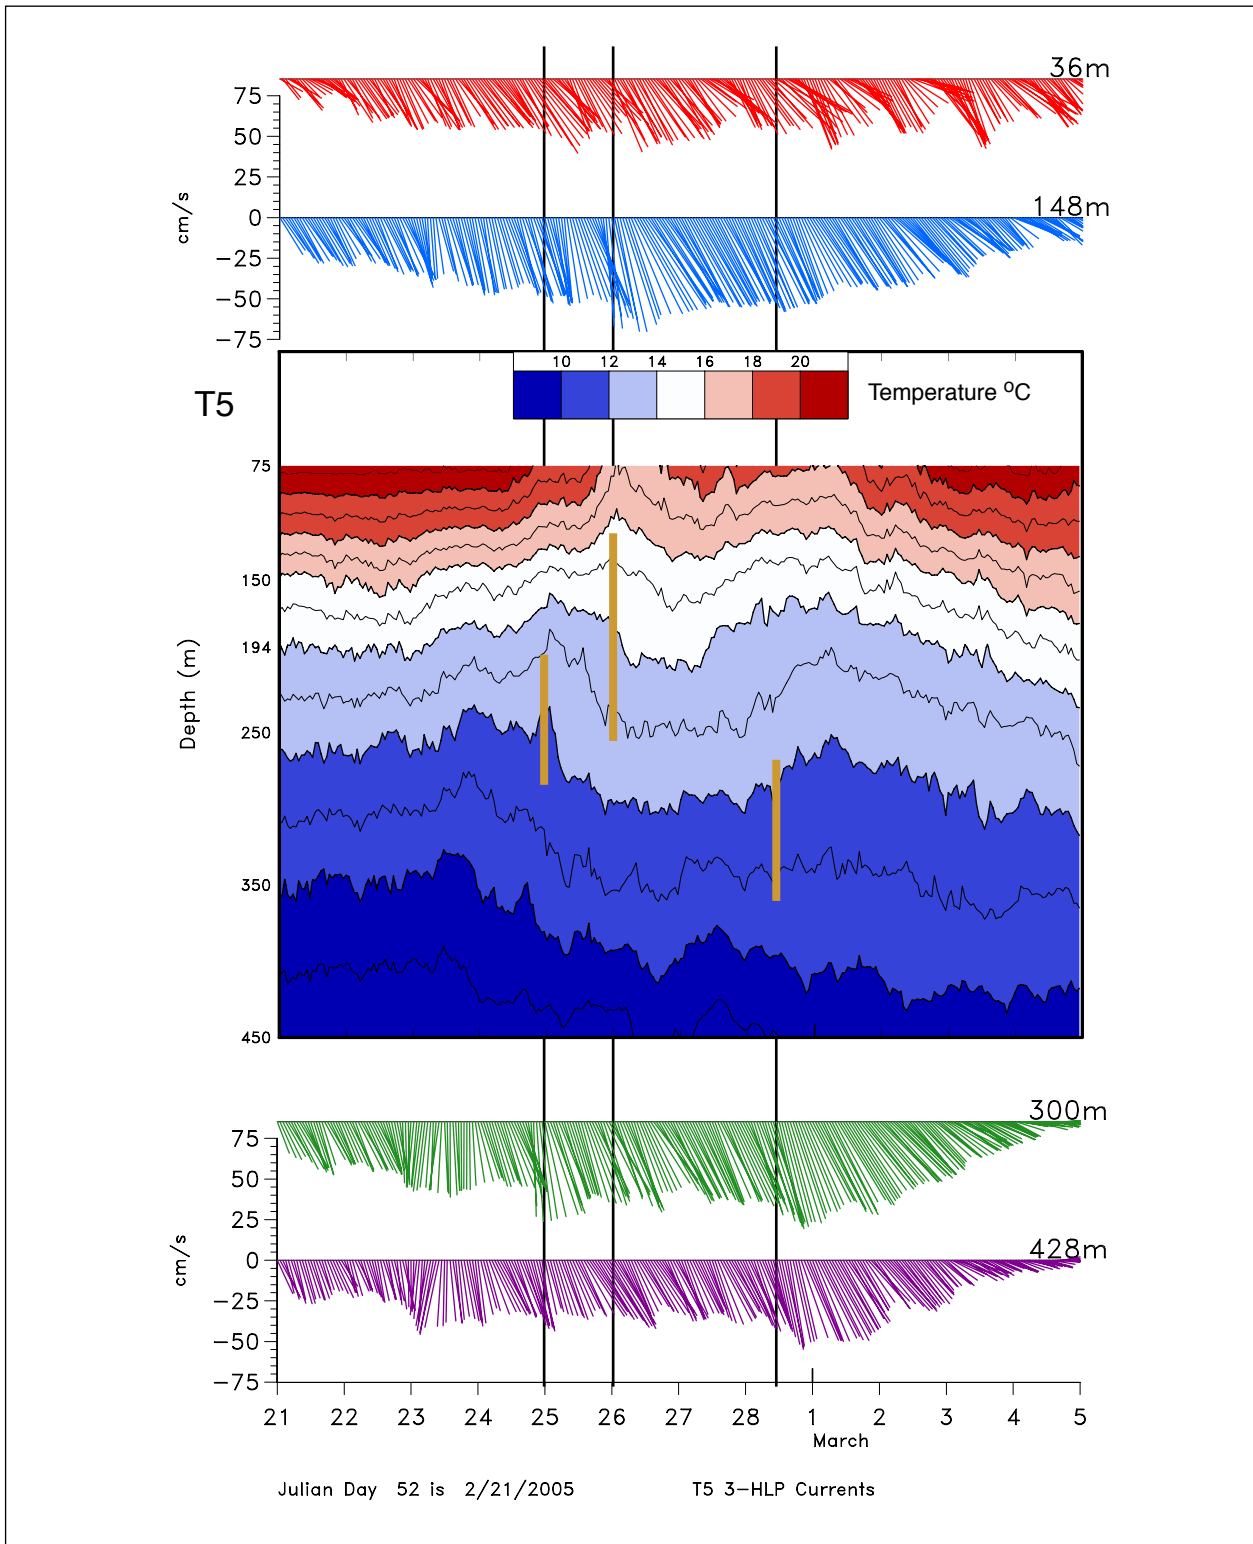 36m
75
50
25
0
−25
−50
−75
cm/s
148m
10 12 14 16 18 20
Temperature °C
T5
75
150
194
250
350
450
Depth (m)
300m
75
50
25
0
−25
−50
−75
cm/s
428m
21 22 23 24 25 26 27 28 1 2 3 4 5
March
Julian Day 52 is 2/21/2005
T5 3−HLP Currents